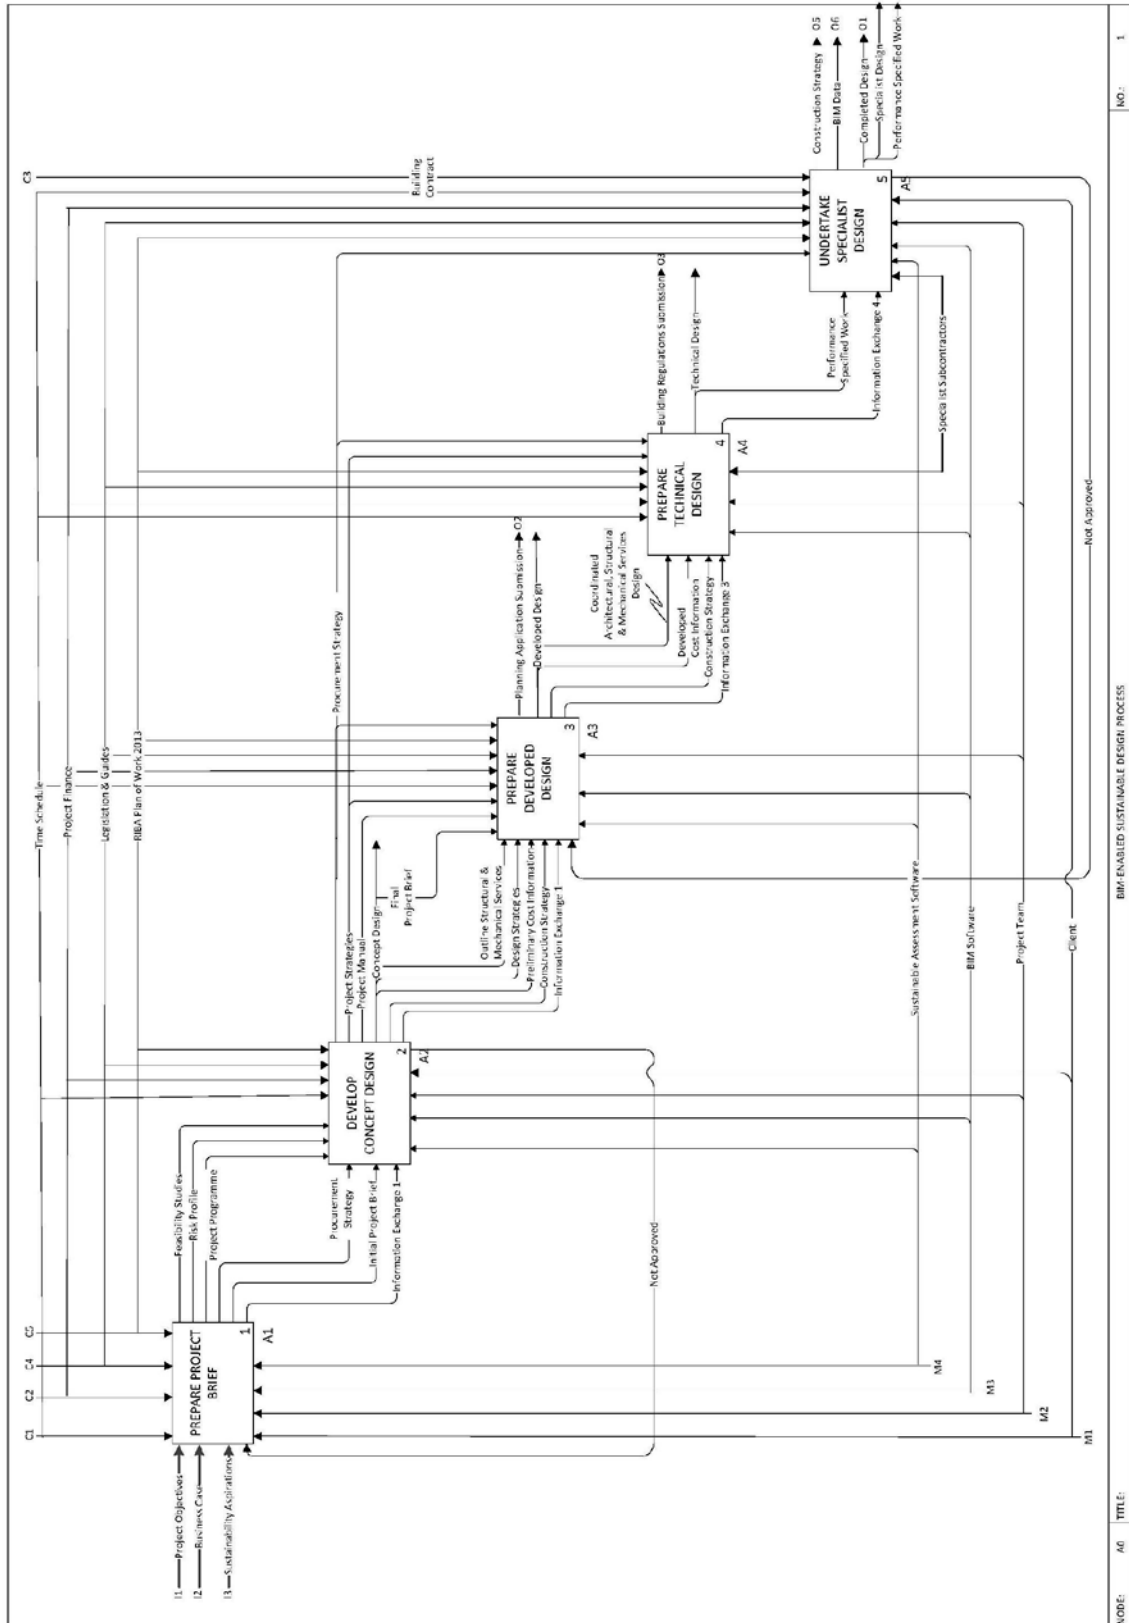 C1
C2
C4
C5
C3
Time Schedule
Project Finance
Legislation & Guides
RIBA Plan of Work 2013
Building
Contract
I1
Project Objectives
I2
Business Case
I3
Sustainability Aspirations
PREPARE PROJECT
BRIEF
1
A1
Feasibility Studies
Risk Profile
Project Programme
Procurement
Strategy
Initial Project Brief
Information Exchange 1
DEVELOP
CONCEPT DESIGN
2
A2
Procurement Strategy
Project Strategies
Project Manual
Concept Design
Final
Project Brief
Outline Structural &
Mechanical Services
Design Strategies
Preliminary Cost Information
Construction Strategy
Information Exchange 1
Not Approved
PREPARE
DEVELOPED
DESIGN
3
A3
Planning Application Submission
O2
Developed Design
Coordinated
Architectural, Structural
& Mechanical Services
Design
Developed
Cost Information
Construction Strategy
Information Exchange 3
PREPARE
TECHNICAL
DESIGN
4
A4
Building Regulations Submission
O3
Technical Design
Performance
Specified Work
Information Exchange 4
Specialist Subcontractors
UNDERTAKE
SPECIALIST
DESIGN
5
A5
Construction Strategy
O5
BIM Data
O6
Completed Design
O1
Specialist Design
Performance Specified Work
Not Approved
Sustainable Assessment Software
BIM Software
Project Team
Client
M4
M3
M2
M1
NODE:
A0
TITLE:
BIM-ENABLED SUSTAINABLE DESIGN PROCESS
NO.:
1